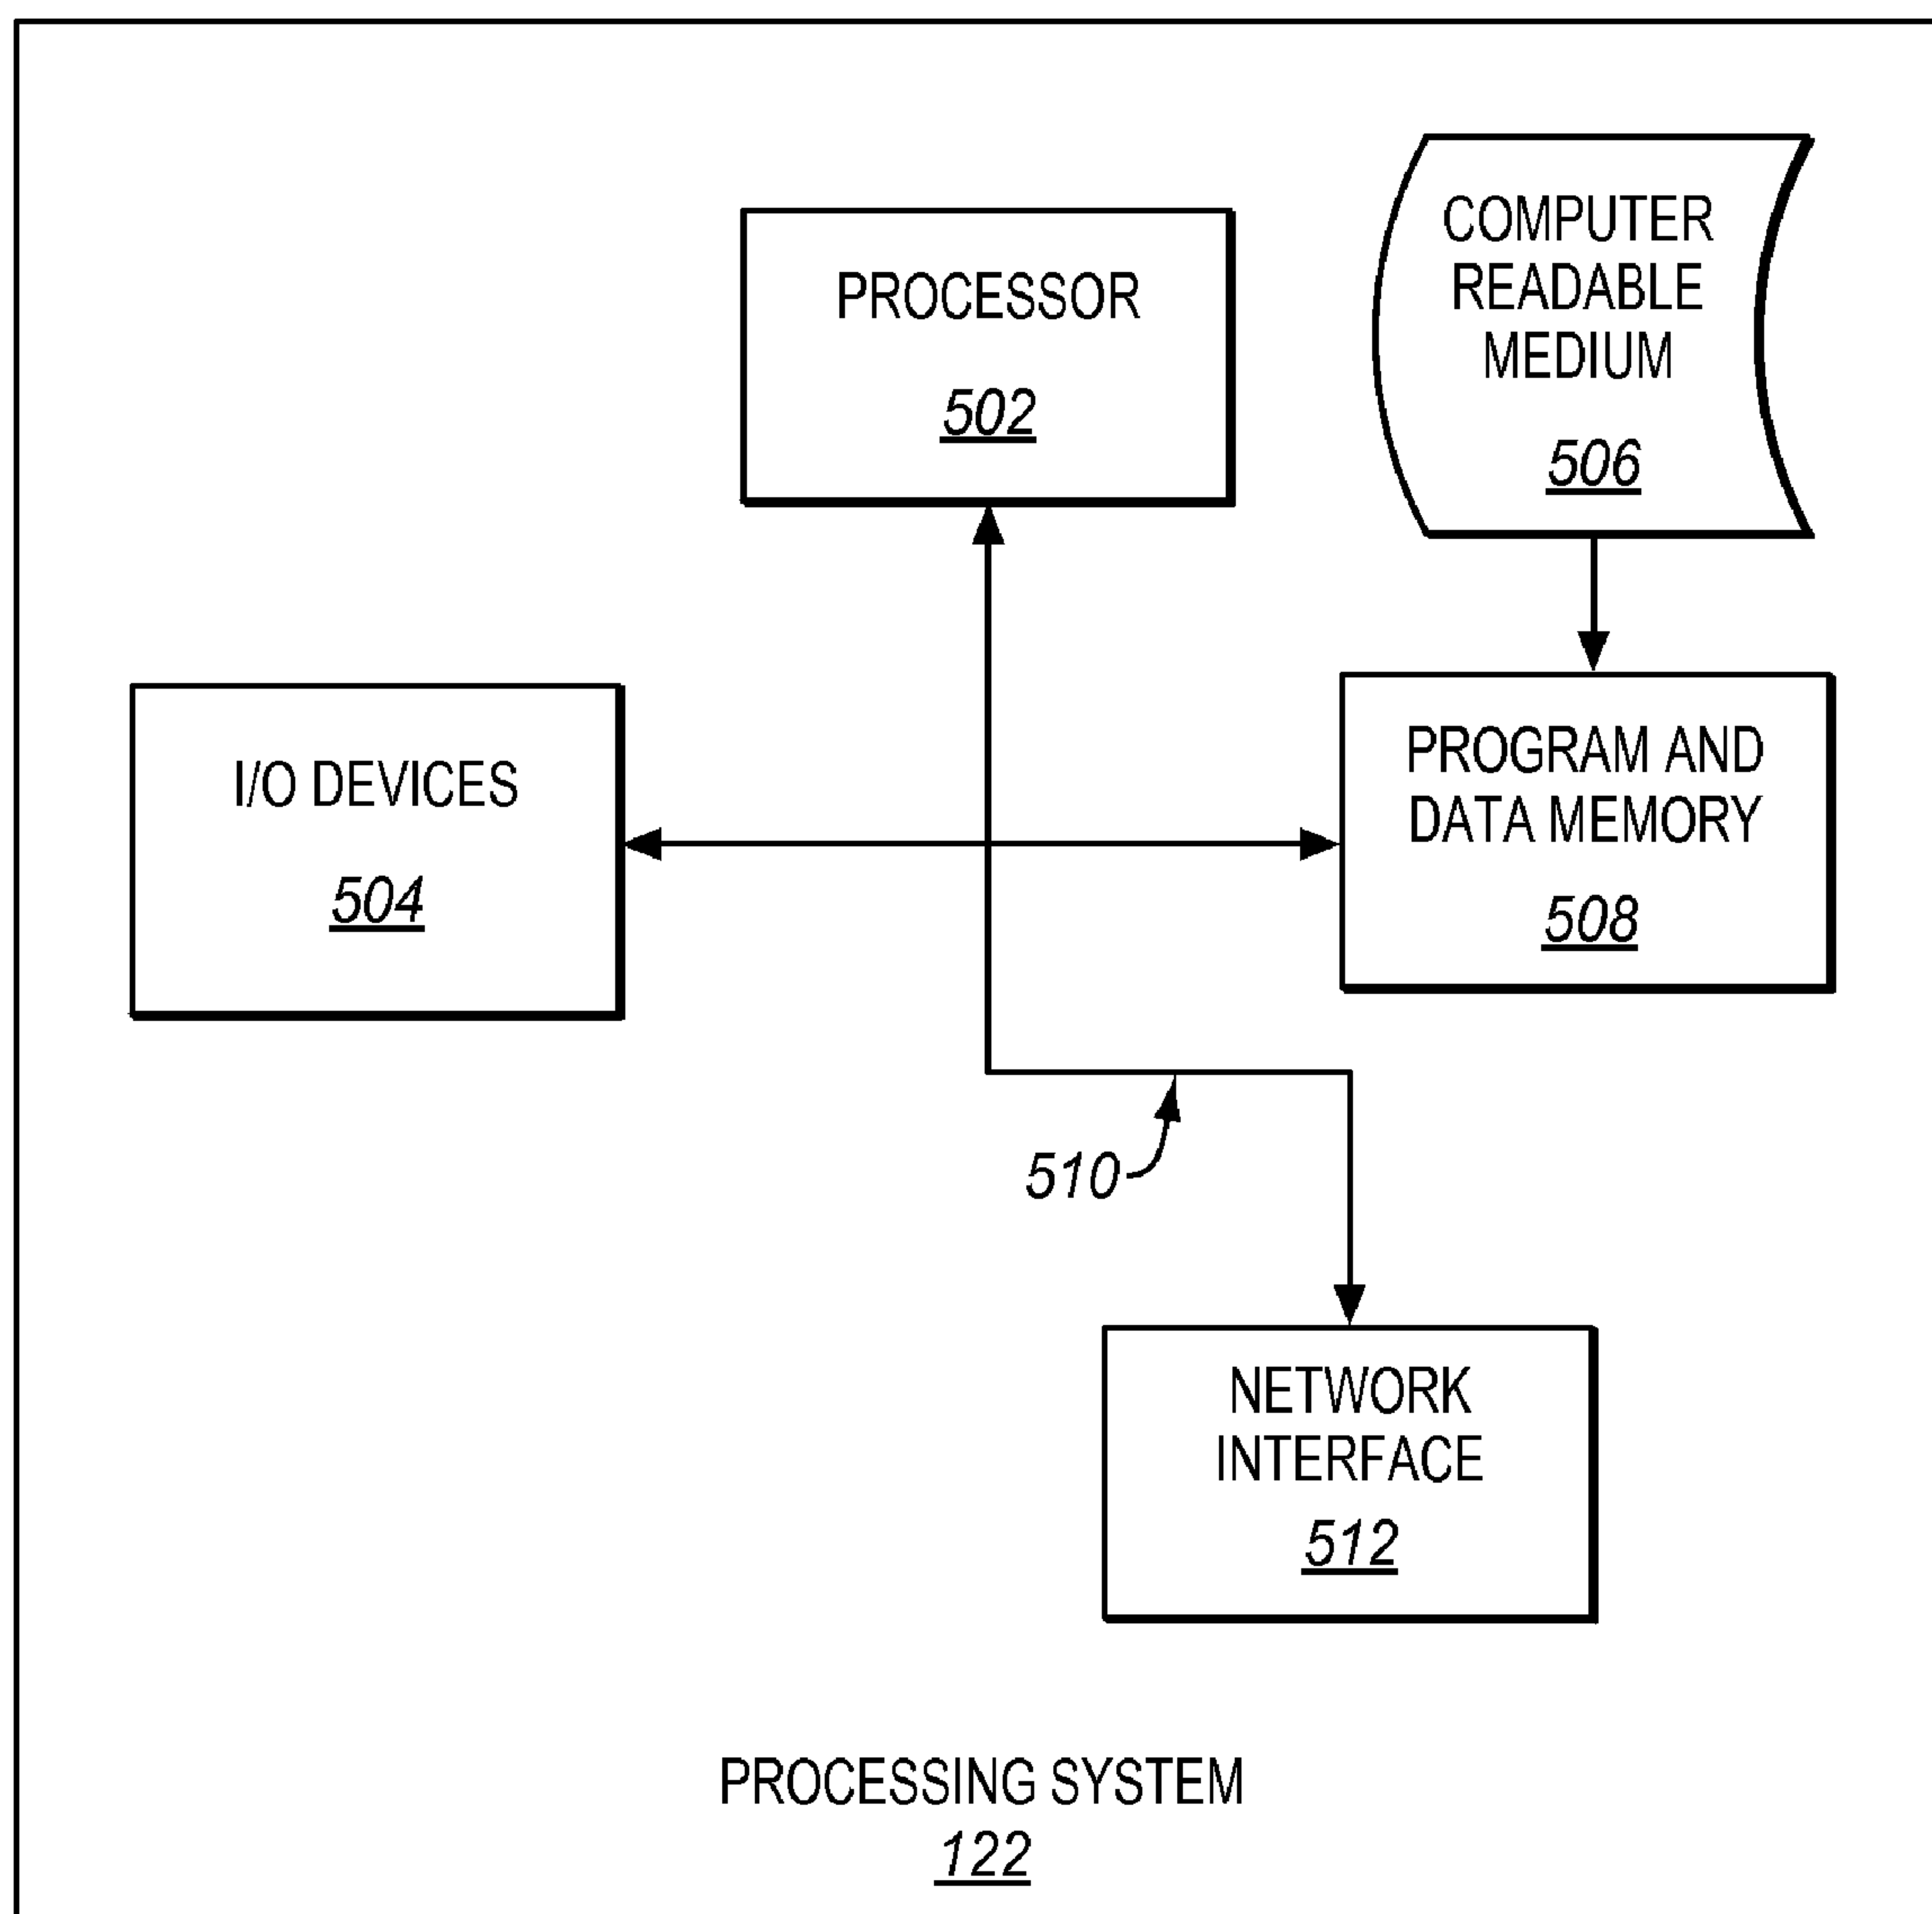 PROCESSOR
502
COMPUTER
READABLE
MEDIUM
506
I/O DEVICES
504
PROGRAM AND
DATA MEMORY
508
510
NETWORK
INTERFACE
512
PROCESSING SYSTEM
122